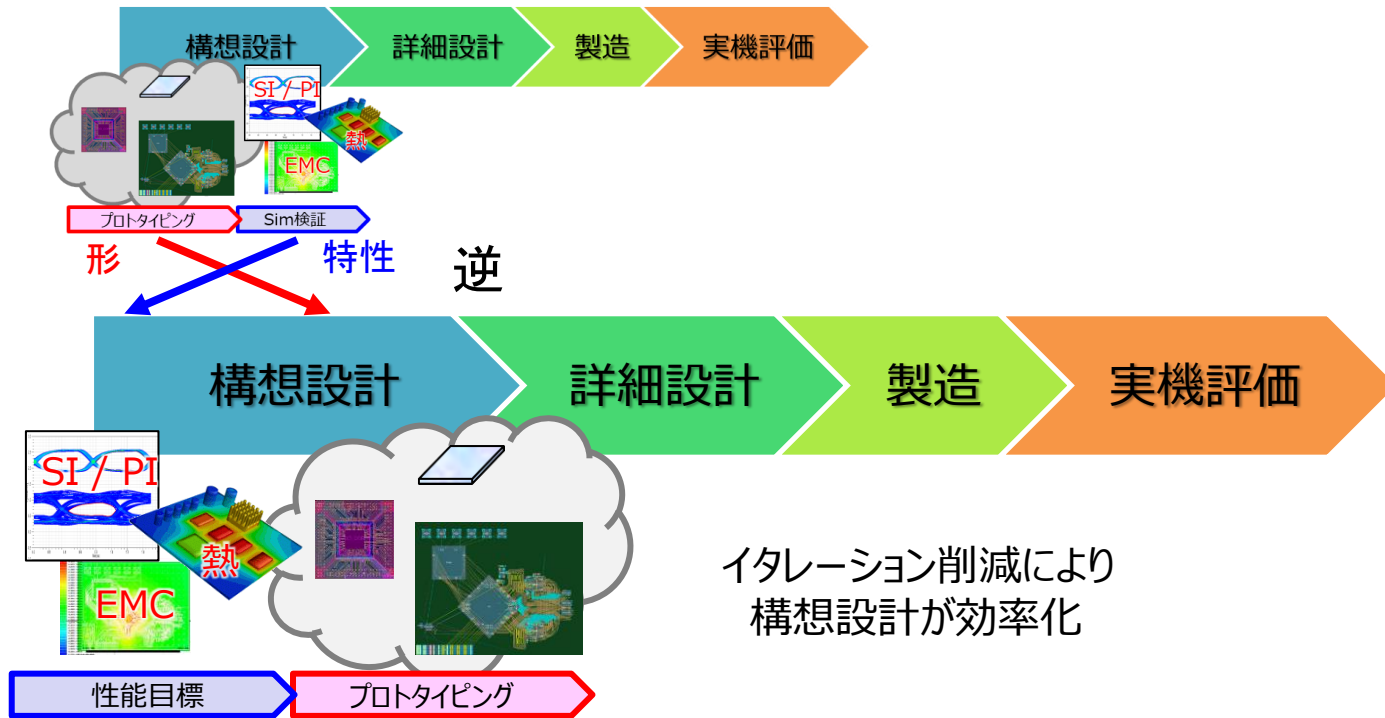 構想設計
詳細設計
製造
実機評価
SI / PI
熱
EMC
プロトタイピング
Sim検証
形
特性
逆
構想設計
詳細設計
製造
実機評価
SI / PI
熱
EMC
イタレーション削減により
構想設計が効率化
性能目標
プロトタイピング